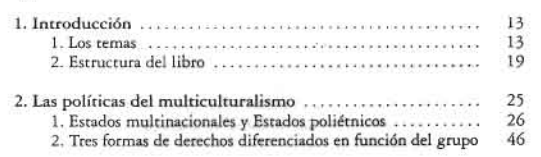 1. Introducción ............................................... 13
1. Los temas ............................................... 13
2. Estructura del libro ..................................... 19
2. Las políticas del multiculturalismo ........................ 25
1. Estados multinacionales y Estados poliétnicos ........... 26
2. Tres formas de derechos diferenciados en función del grupo 46